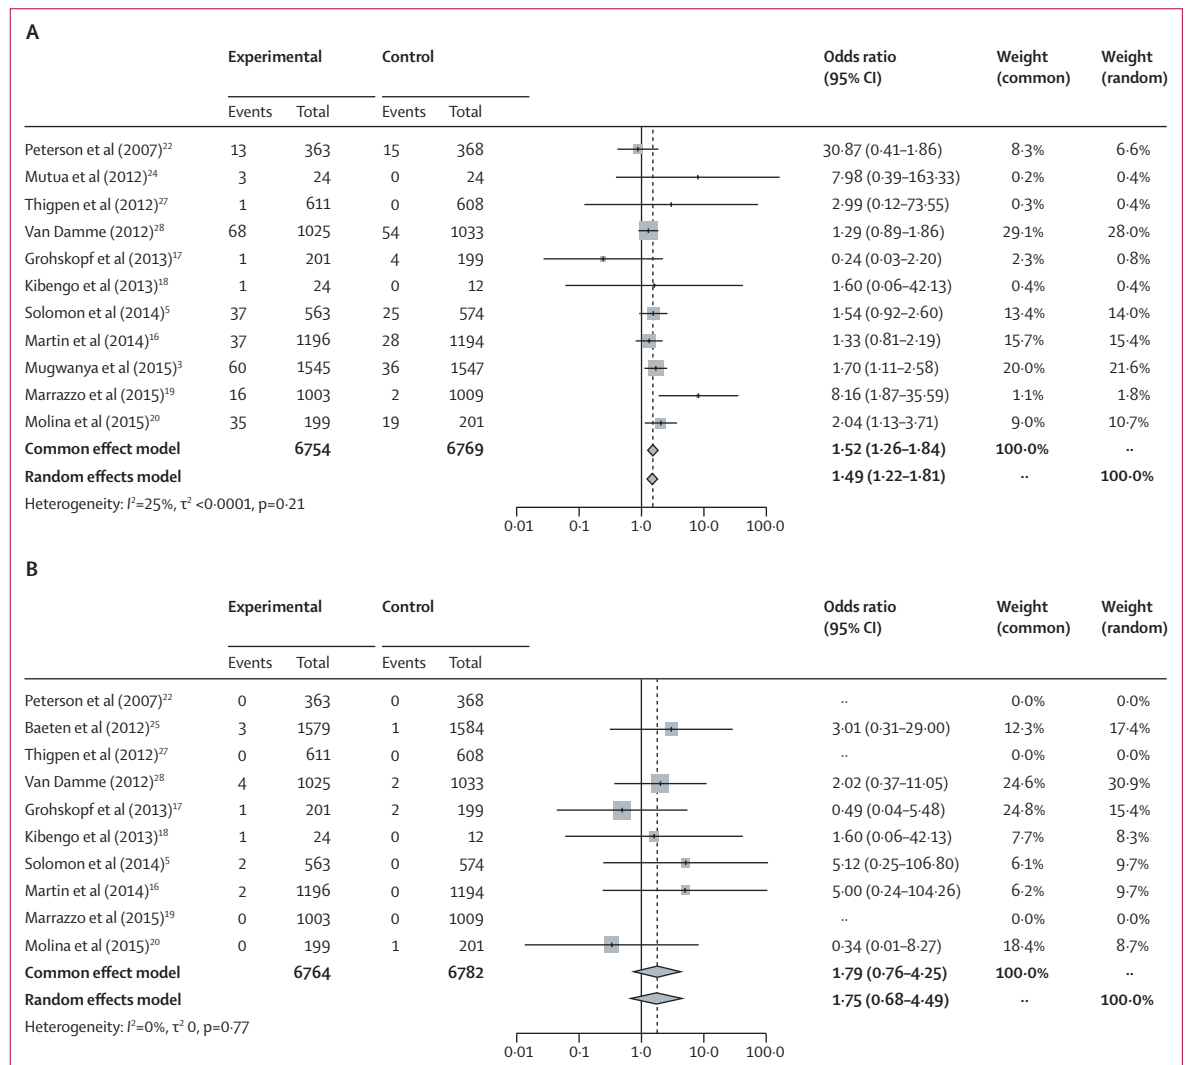 A
Experimental Control Odds ratio (95% CI) Weight (common) Weight (random)
Events Total Events Total
Peterson et al (2007)22 13 363 15 368 30·87 (0·41–1·86) 8·3% 6·6%
Mutua et al (2012)24 3 24 0 24 7·98 (0·39–163·33) 0·2% 0·4%
Thigpen et al (2012)27 1 611 0 608 2·99 (0·12–73·55) 0·3% 0·4%
Van Damme (2012)28 68 1025 54 1033 1·29 (0·89–1·86) 29·1% 28·0%
Grohskopf et al (2013)17 1 201 4 199 0·24 (0·03–2·20) 2·3% 0·8%
Kibengo et al (2013)18 1 24 0 12 1·60 (0·06–42·13) 0·4% 0·4%
Solomon et al (2014)5 37 563 25 574 1·54 (0·92–2·60) 13·4% 14·0%
Martin et al (2014)16 37 1196 28 1194 1·33 (0·81–2·19) 15·7% 15·4%
Mugwanya et al (2015)3 60 1545 36 1547 1·70 (1·11–2·58) 20·0% 21·6%
Marrazzo et al (2015)19 16 1003 2 1009 8·16 (1·87–35·59) 1·1% 1·8%
Molina et al (2015)20 35 199 19 201 2·04 (1·13–3·71) 9·0% 10·7%
Common effect model 6754 6769 1·52 (1·26–1·84) 100·0% ··
Random effects model 1·49 (1·22–1·81) ·· 100·0%
Heterogeneity: I²=25%, τ² <0·0001, p=0·21
0·01 0·1 1·0 10·0 100·0
B
Experimental Control Odds ratio (95% CI) Weight (common) Weight (random)
Events Total Events Total
Peterson et al (2007)22 0 363 0 368 ·· 0·0% 0·0%
Baeten et al (2012)25 3 1579 1 1584 3·01 (0·31–29·00) 12·3% 17·4%
Thigpen et al (2012)27 0 611 0 608 ·· 0·0% 0·0%
Van Damme (2012)28 4 1025 2 1033 2·02 (0·37–11·05) 24·6% 30·9%
Grohskopf et al (2013)17 1 201 2 199 0·49 (0·04–5·48) 24·8% 15·4%
Kibengo et al (2013)18 1 24 0 12 1·60 (0·06–42·13) 7·7% 8·3%
Solomon et al (2014)5 2 563 0 574 5·12 (0·25–106·80) 6·1% 9·7%
Martin et al (2014)16 2 1196 0 1194 5·00 (0·24–104·26) 6·2% 9·7%
Marrazzo et al (2015)19 0 1003 0 1009 ·· 0·0% 0·0%
Molina et al (2015)20 0 199 1 201 0·34 (0·01–8·27) 18·4% 8·7%
Common effect model 6764 6782 1·79 (0·76–4·25) 100·0% ··
Random effects model 1·75 (0·68–4·49) ·· 100·0%
Heterogeneity: I²=0%, τ² 0, p=0·77
0·01 0·1 1·0 10·0 100·0